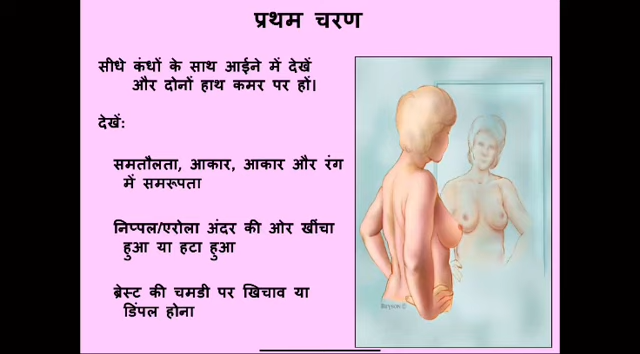 प्रथम चरण
सीधे कंधों के साथ आईने में देखें
और दोनों हाथ कमर पर हों।
देखें:
समतौलता, आकार, आकार और रंग
में समरूपता
निप्पल/एरोला अंदर की ओर खींचा
हुआ या हटा हुआ
ब्रेस्ट की चमडी पर खिचाव या
डिंपल होना